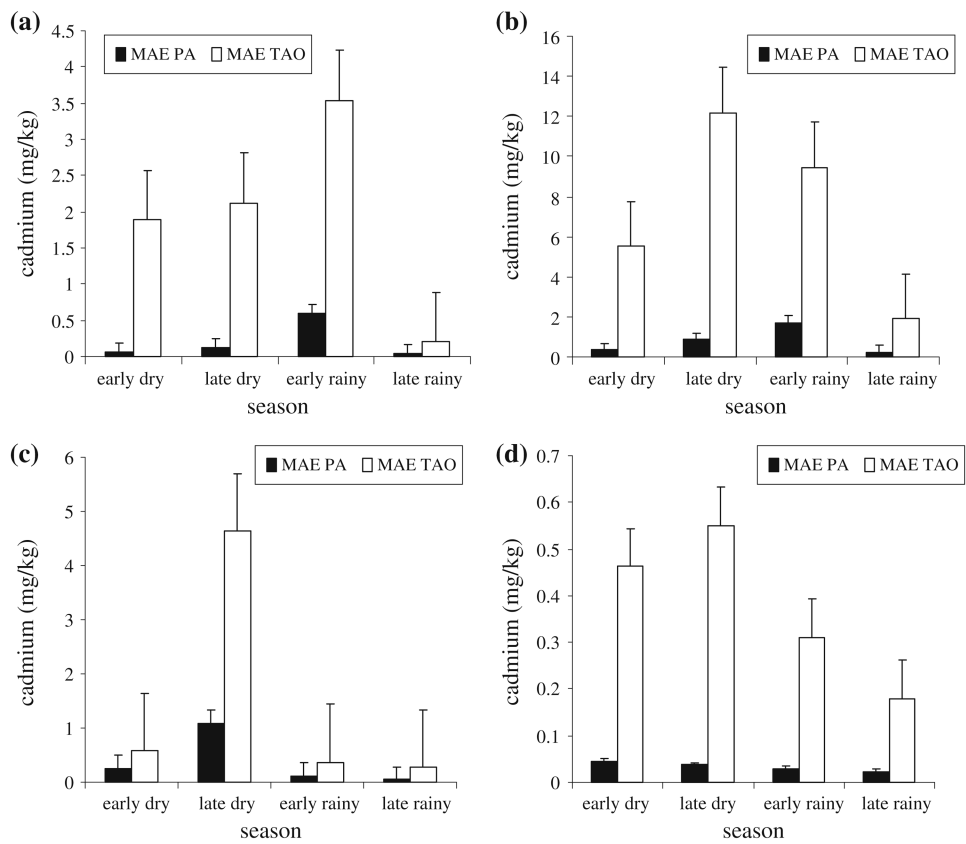 (a)
MAE PA MAE TAO
cadmium (mg/kg)
4.5
4
3.5
3
2.5
2
1.5
1
0.5
0
early dry late dry early rainy late rainy
season
(b)
MAE PA MAE TAO
cadmium (mg/kg)
16
14
12
10
8
6
4
2
0
early dry late dry early rainy late rainy
season
(c)
MAE PA MAE TAO
cadmium (mg/kg)
6
5
4
3
2
1
0
early dry late dry early rainy late rainy
season
(d)
MAE PA MAE TAO
cadmium (mg/kg)
0.7
0.6
0.5
0.4
0.3
0.2
0.1
0
early dry late dry early rainy late rainy
season